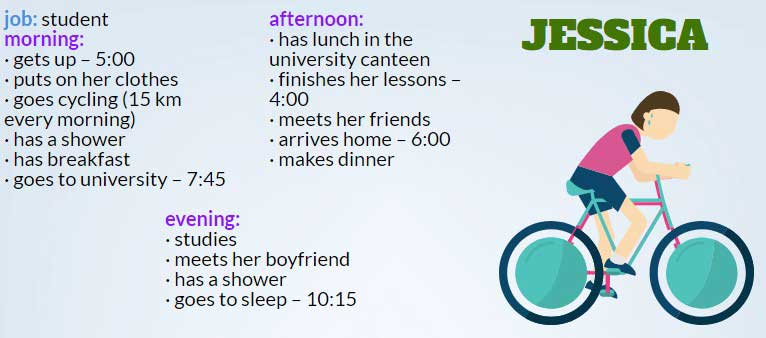 job: student
morning:
· gets up – 5:00
· puts on her clothes
· goes cycling (15 km
every morning)
· has a shower
· has breakfast
· goes to university – 7:45
afternoon:
· has lunch in the
university canteen
· finishes her lessons –
4:00
· meets her friends
· arrives home – 6:00
· makes dinner
JESSICA
evening:
· studies
· meets her boyfriend
· has a shower
· goes to sleep – 10:15